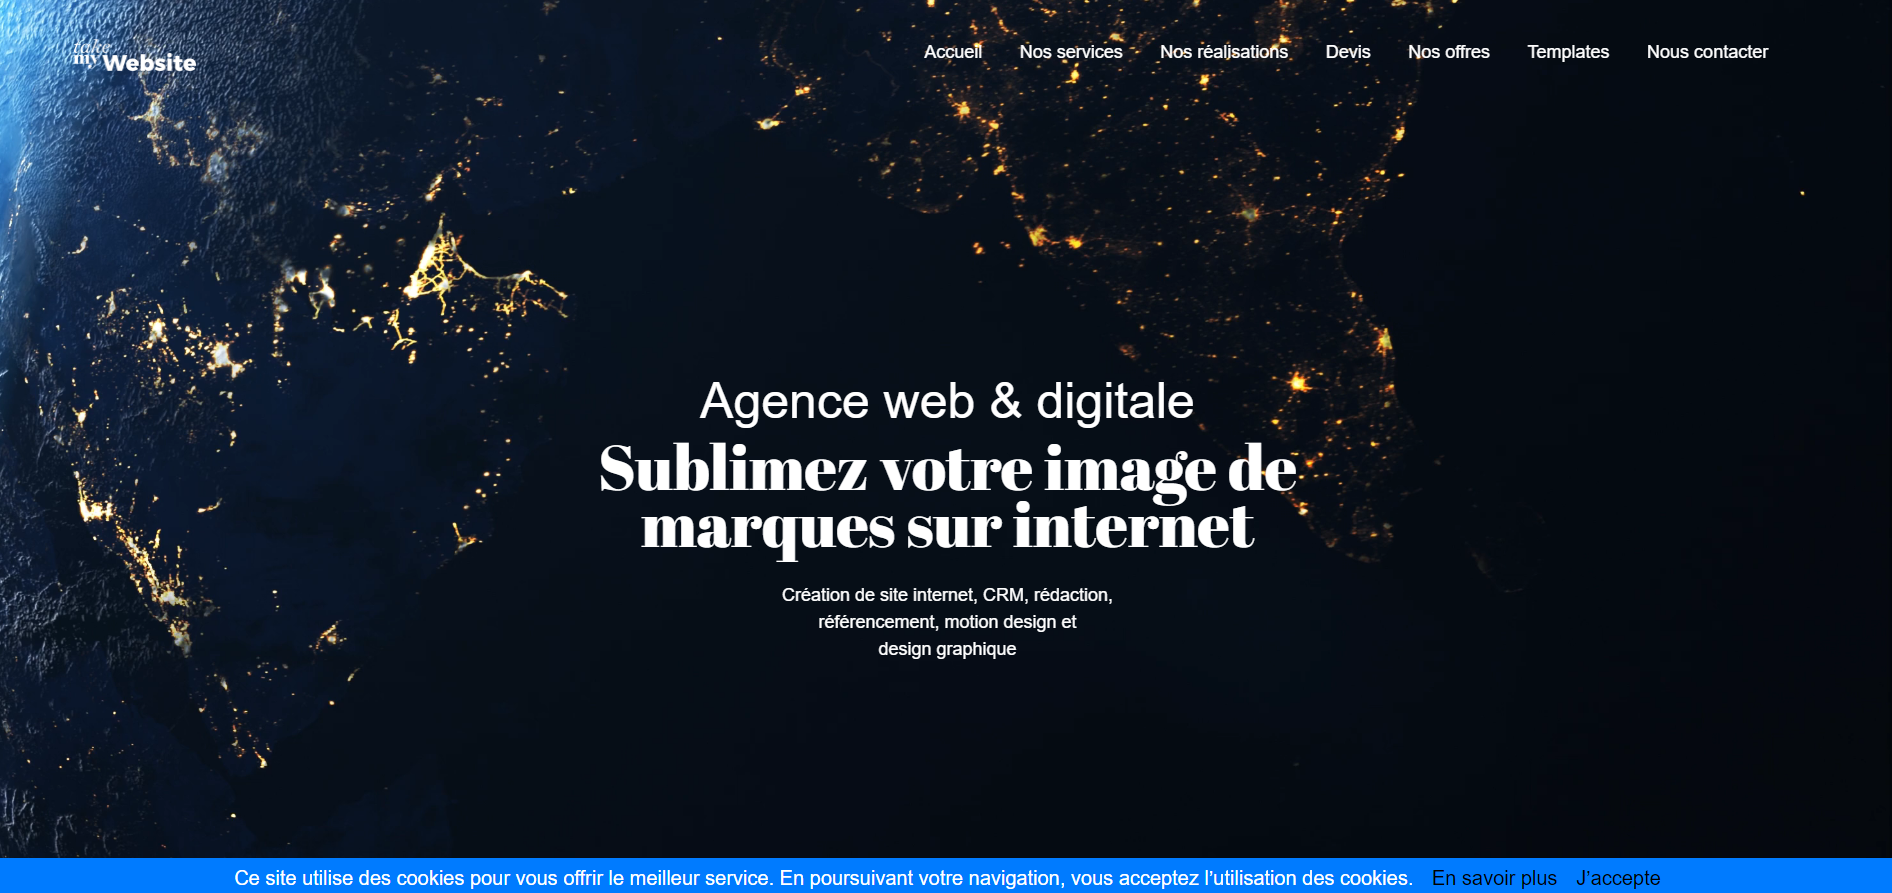 take
my Website
Accueil Nos services Nos réalisations Devis Nos offres Templates Nous contacter
Agence web & digitale
Sublimez votre image de
marques sur internet
Création de site internet, CRM, rédaction,
référencement, motion design et
design graphique
Ce site utilise des cookies pour vous offrir le meilleur service. En poursuivant votre navigation, vous acceptez l’utilisation des cookies. En savoir plus J’accepte